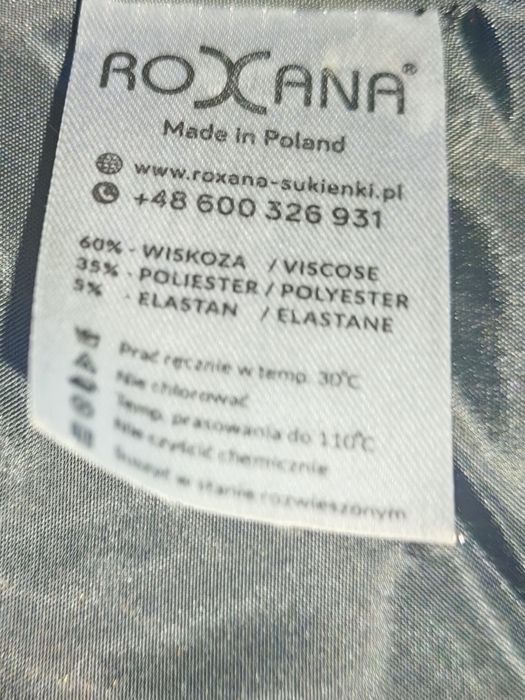 ROXANA®
Made in Poland
www.roxana-sukienki.pl
+48 600 326 931
60% - WISKOZA / VISCOSE
35% - POLIESTER / POLYESTER
5% - ELASTAN / ELASTANE
Prać ręcznie w temp. 30°C
Nie chlorować
Temp. prasowania do 110°C
Nie czyścić chemicznie
Suszyć w stanie rozwieszonym